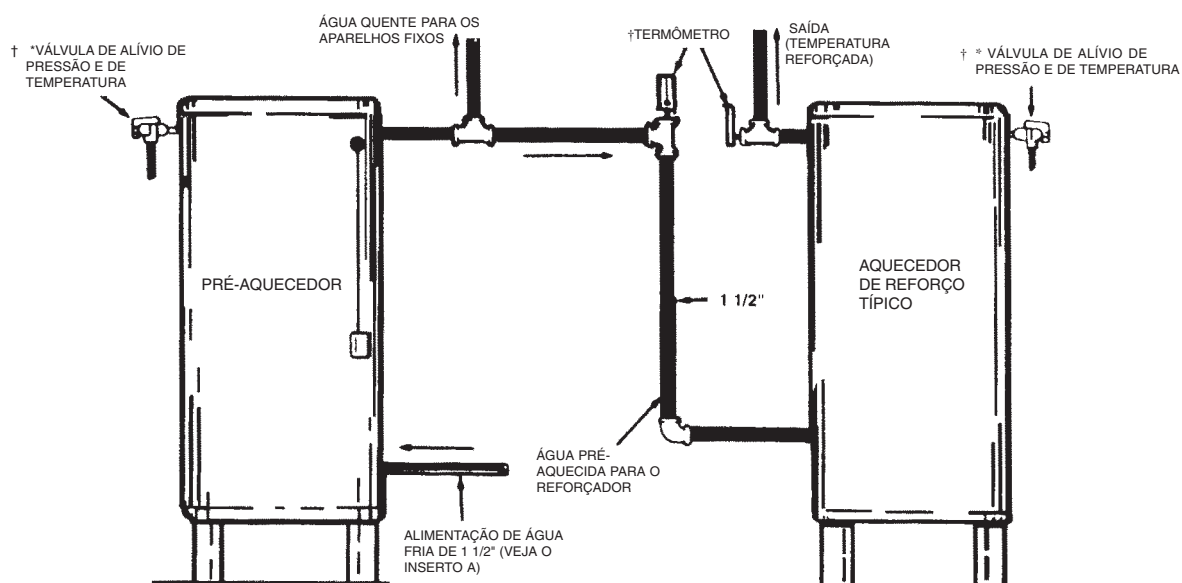 ÁGUA QUENTE PARA OS
APARELHOS FIXOS
† *VÁLVULA DE ALÍVIO DE
PRESSÃO E DE
TEMPERATURA
†TERMÔMETRO
SAÍDA
(TEMPERATURA
REFORÇADA)
† * VÁLVULA DE ALÍVIO DE
PRESSÃO E DE TEMPERATURA
PRÉ-AQUECEDOR
AQUECEDOR
DE REFORÇO
TÍPICO
1 1/2"
ÁGUA PRÉ-
AQUECIDA PARA O
REFORÇADOR
ALIMENTAÇÃO DE ÁGUA
FRIA DE 1 1/2" (VEJA O
INSERTO A)